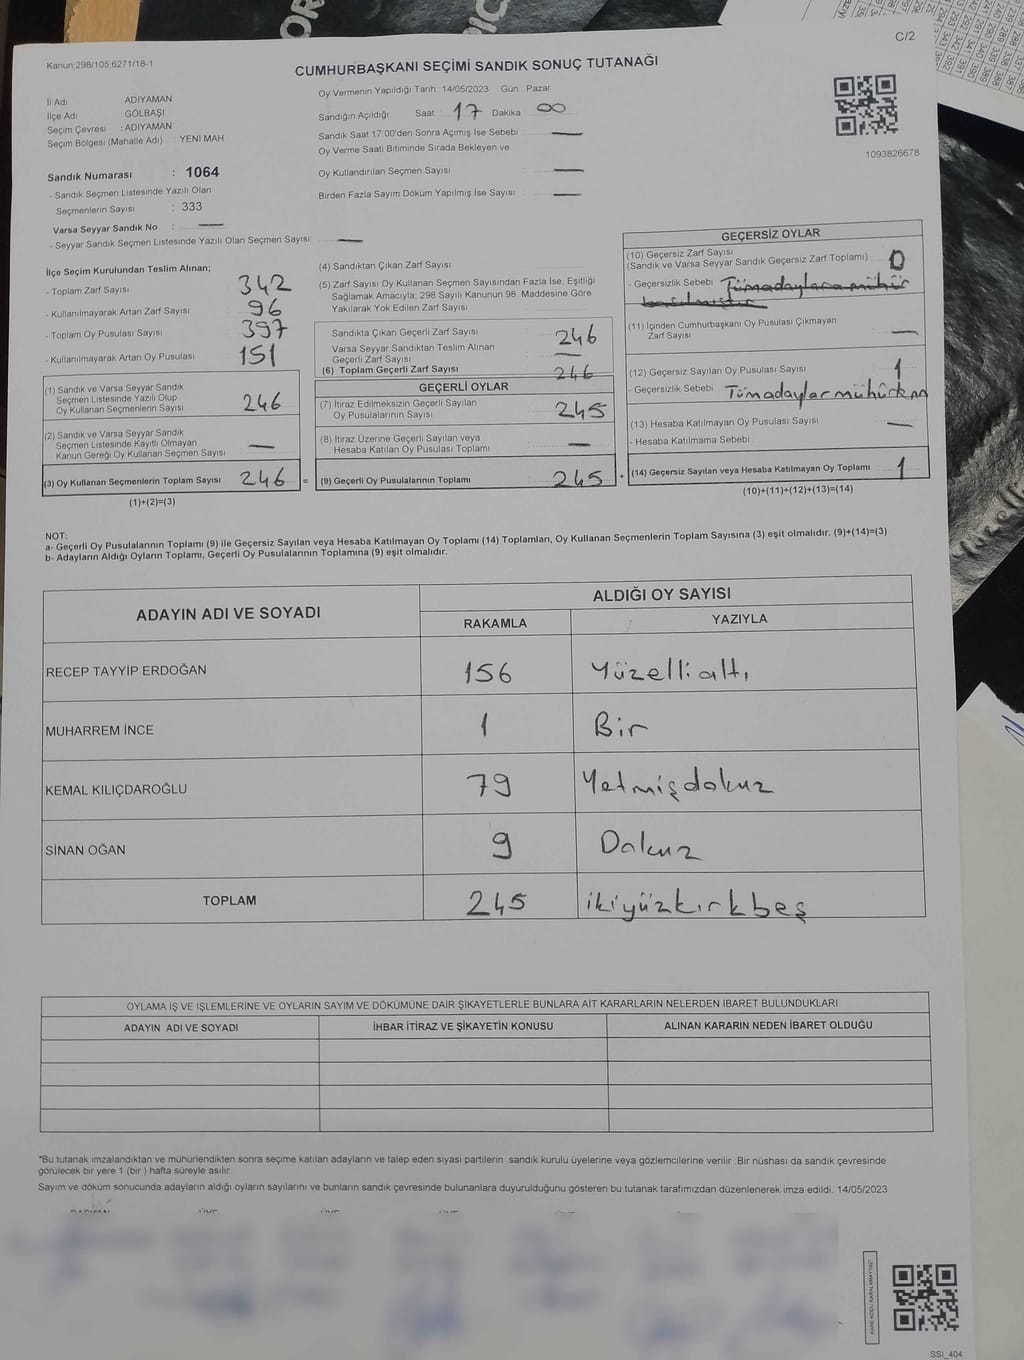 C/2
Kanun;298/105;6271/18-1
CUMHURBAŞKANI SEÇİMİ SANDIK SONUÇ TUTANAĞI
İl Adı ADIYAMAN
İlçe Adı GÖLBAŞI
Seçim Çevresi : ADIYAMAN
Seçim Bölgesi (Mahalle Adı) YENİ MAH
Oy Vermenin Yapıldığı Tarih 14/05/2023 Gün Pazar
Sandığın Açıldığı Saat 17 Dakika 00
Sandık Saat 17:00'den Sonra Açılmış İse Sebebi —
Oy Verme Saati Bitiminde Sırada Bekleyen ve
Oy Kullandırılan Seçmen Sayısı —
Birden Fazla Sayım Döküm Yapılmış İse Sayısı —
1093826678
Sandık Numarası : 1064
- Sandık Seçmen Listesinde Yazılı Olan
Seçmenlerin Sayısı : 333
Varsa Seyyar Sandık No : —
- Seyyar Sandık Seçmen Listesinde Yazılı Olan Seçmen Sayısı —
İlçe Seçim Kurulundan Teslim Alınan;
- Toplam Zarf Sayısı 342
- Kullanılmayarak Artan Zarf Sayısı 96
- Toplam Oy Pusulası Sayısı 397
- Kullanılmayarak Artan Oy Pusulası 151
(1) Sandık ve Varsa Seyyar Sandık
Seçmen Listesinde Yazılı Olup
Oy Kullanan Seçmenlerin Sayısı 246
(2) Sandık ve Varsa Seyyar Sandık
Seçmen Listesinde Kayıtlı Olmayan
Kanun Gereği Oy Kullanan Seçmen Sayısı —
(3) Oy Kullanan Seçmenlerin Toplam Sayısı 246 =
(1)+(2)=(3)
(4) Sandıktan Çıkan Zarf Sayısı
(5) Zarf Sayısı Oy Kullanan Seçmen Sayısından Fazla İse, Eşitliği
Sağlamak Amacıyla; 298 Sayılı Kanunun 98. Maddesine Göre
Yakılarak Yok Edilen Zarf Sayısı
Sandıkta Çıkan Geçerli Zarf Sayısı 246
Varsa Seyyar Sandıktan Teslim Alınan
Geçerli Zarf Sayısı —
(6) Toplam Geçerli Zarf Sayısı 246
GEÇERLİ OYLAR
(7) İtiraz Edilmeksizin Geçerli Sayılan
Oy Pusulalarının Sayısı 245
(8) İtiraz Üzerine Geçerli Sayılan veya
Hesaba Katılan Oy Pusulası Toplamı —
(9) Geçerli Oy Pusulalarının Toplamı 245 +
GEÇERSİZ OYLAR
(10) Geçersiz Zarf Sayısı
(Sandık ve Varsa Seyyar Sandık Geçersiz Zarf Toplamı) 0
- Geçersizlik Sebebi Tüm adaylara mühür
basılmıştır
(11) İçinden Cumhurbaşkanı Oy Pusulası Çıkmayan
Zarf Sayısı —
(12) Geçersiz Sayılan Oy Pusulası Sayısı 1
- Geçersizlik Sebebi Tüm adaylar
(13) Hesaba Katılmayan Oy Pusulası Sayısı —
- Hesaba Katılmama Sebebi
(14) Geçersiz Sayılan veya Hesaba Katılmayan Oy Toplamı 1
(10)+(11)+(12)+(13)=(14)
NOT:
a- Geçerli Oy Pusulalarının Toplamı (9) ile Geçersiz Sayılan veya Hesaba Katılmayan Oy Toplamı (14) Toplamları, Oy Kullanan Seçmenlerin Toplam Sayısına (3) eşit olmalıdır. (9)+(14)=(3)
b- Adayların Aldığı Oyların Toplamı, Geçerli Oy Pusulalarının Toplamına (9) eşit olmalıdır.
ADAYIN ADI VE SOYADI ALDIĞI OY SAYISI
RAKAMLA YAZIYLA
RECEP TAYYİP ERDOĞAN 156 Yüzellialtı
MUHARREM İNCE 1 Bir
KEMAL KILIÇDAROĞLU 79 Yetmişdokuz
SİNAN OĞAN 9 Dokuz
TOPLAM 245 ikiyüzkırkbeş
OYLAMA İŞ VE İŞLEMLERİNE VE OYLARIN SAYIM VE DÖKÜMÜNE DAİR ŞİKAYETLERLE BUNLARA AİT KARARLARIN NELERDEN İBARET BULUNDUKLARI
ADAYIN ADI VE SOYADI İHBAR İTİRAZ VE ŞİKAYETİN KONUSU ALINAN KARARIN NEDEN İBARET OLDUĞU
*Bu tutanak imzalandıktan ve mühürlendikten sonra seçime katılan adayların ve talep eden siyasi partilerin sandık kurulu üyelerine veya gözlemcilerine verilir .Bir nüshası da sandık çevresinde
görülecek bir yere 1 (bir ) hafta süreyle asılır.
Sayım ve döküm sonucunda adayların aldığı oyların sayılarını ve bunların sandık çevresinde bulunanlara duyurulduğunu gösteren bu tutanak tarafımızdan düzenlenerek imza edildi. 14/05/2023
SSI_404